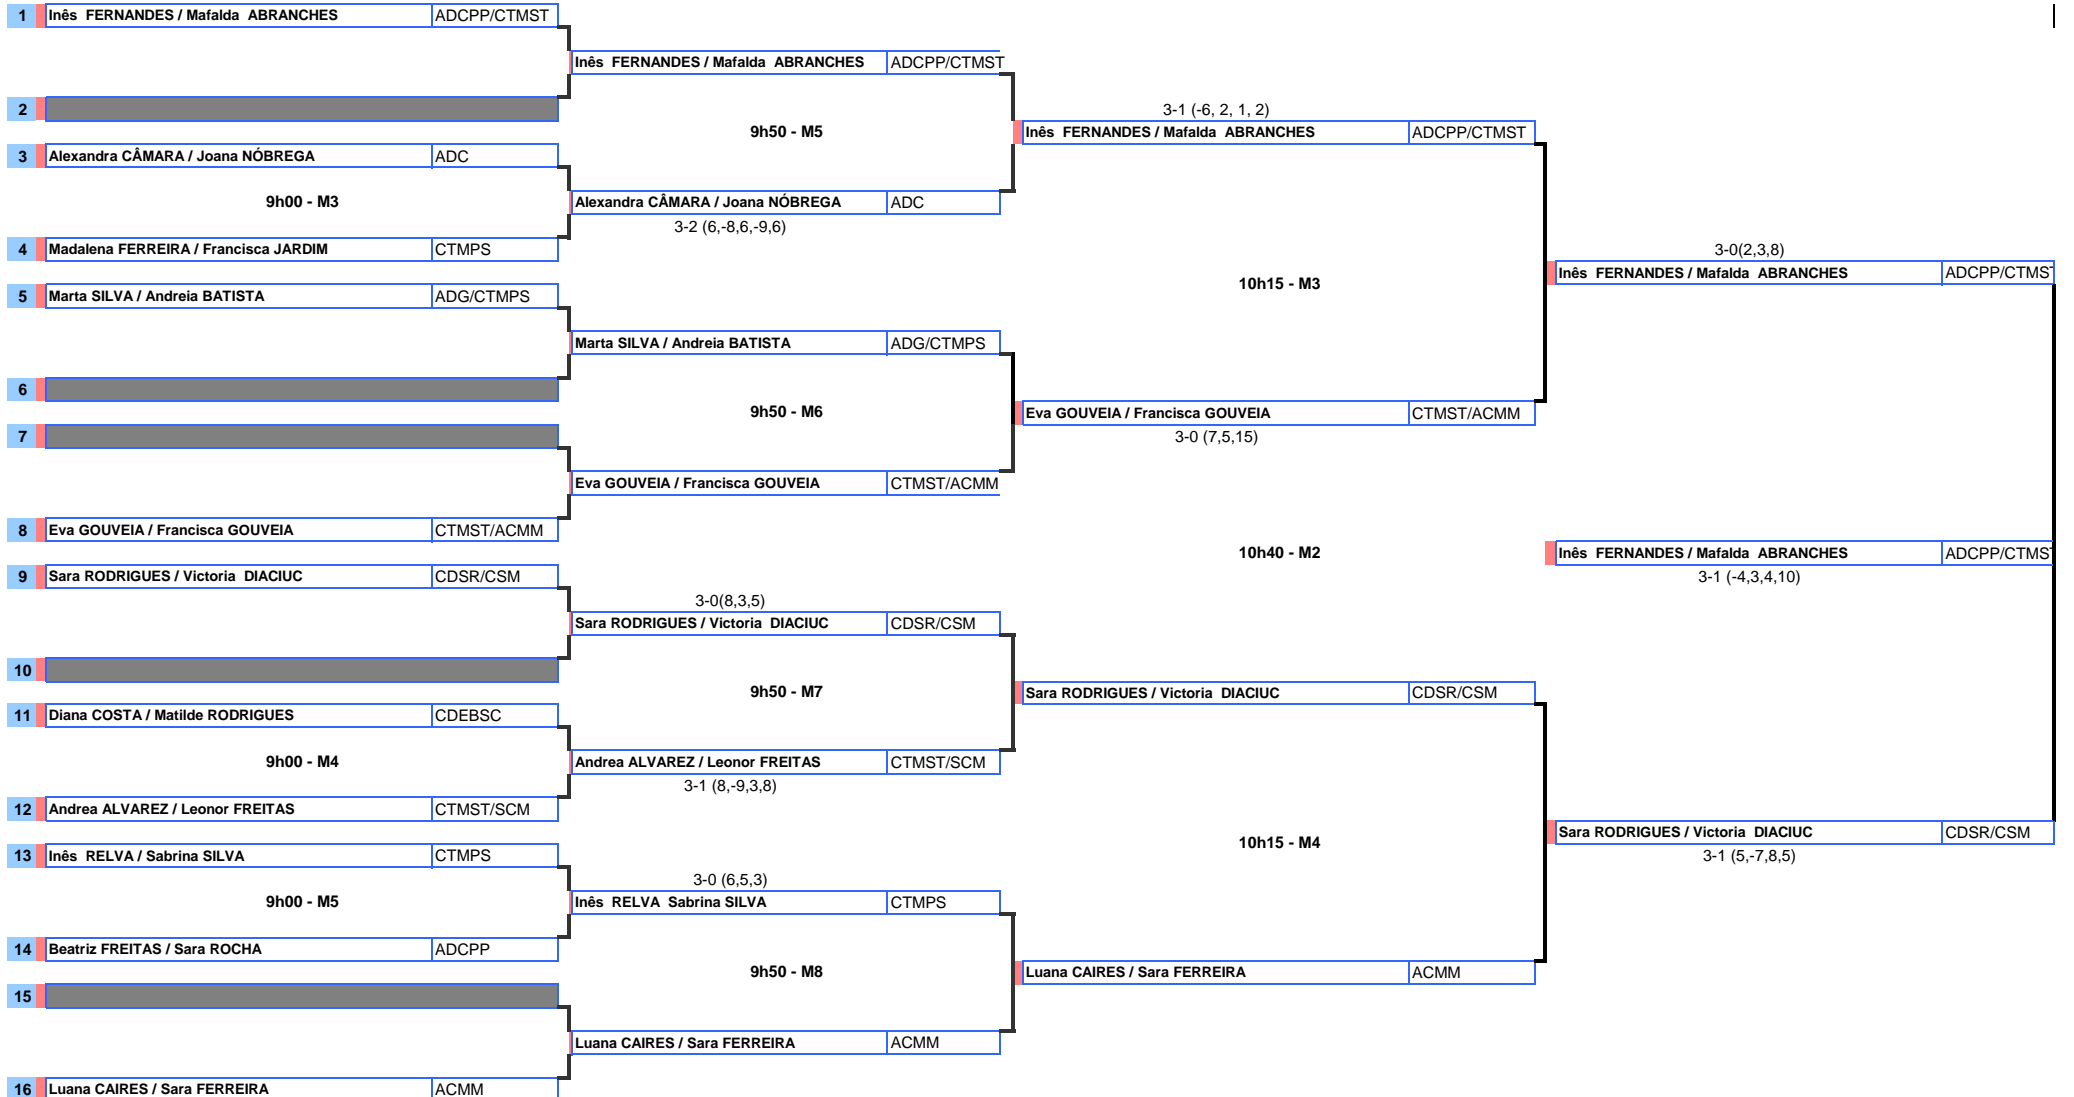 1 Inês FERNANDES / Mafalda ABRANCHES ADCPP/CTMST
Inês FERNANDES / Mafalda ABRANCHES ADCPP/CTMST
2
3-1 (-6, 2, 1, 2)
9h50 - M5
Inês FERNANDES / Mafalda ABRANCHES ADCPP/CTMST
3 Alexandra CÂMARA / Joana NÓBREGA ADC
9h00 - M3
Alexandra CÂMARA / Joana NÓBREGA ADC
3-2 (6,-8,6,-9,6)
4 Madalena FERREIRA / Francisca JARDIM CTMPS
3-0(2,3,8)
Inês FERNANDES / Mafalda ABRANCHES ADCPP/CTMST
10h15 - M3
5 Marta SILVA / Andreia BATISTA ADG/CTMPS
Marta SILVA / Andreia BATISTA ADG/CTMPS
6
9h50 - M6
Eva GOUVEIA / Francisca GOUVEIA CTMST/ACMM
3-0 (7,5,15)
7
Eva GOUVEIA / Francisca GOUVEIA CTMST/ACMM
8 Eva GOUVEIA / Francisca GOUVEIA CTMST/ACMM
10h40 - M2
Inês FERNANDES / Mafalda ABRANCHES ADCPP/CTMST
3-1 (-4,3,4,10)
9 Sara RODRIGUES / Victoria DIACIUC CDSR/CSM
3-0(8,3,5)
Sara RODRIGUES / Victoria DIACIUC CDSR/CSM
10
9h50 - M7
Sara RODRIGUES / Victoria DIACIUC CDSR/CSM
11 Diana COSTA / Matilde RODRIGUES CDEBSC
9h00 - M4
Andrea ALVAREZ / Leonor FREITAS CTMST/SCM
3-1 (8,-9,3,8)
12 Andrea ALVAREZ / Leonor FREITAS CTMST/SCM
Sara RODRIGUES / Victoria DIACIUC CDSR/CSM
10h15 - M4
3-1 (5,-7,8,5)
13 Inês RELVA / Sabrina SILVA CTMPS
3-0 (6,5,3)
9h00 - M5
Inês RELVA Sabrina SILVA CTMPS
14 Beatriz FREITAS / Sara ROCHA ADCPP
9h50 - M8
Luana CAIRES / Sara FERREIRA ACMM
15
Luana CAIRES / Sara FERREIRA ACMM
16 Luana CAIRES / Sara FERREIRA ACMM